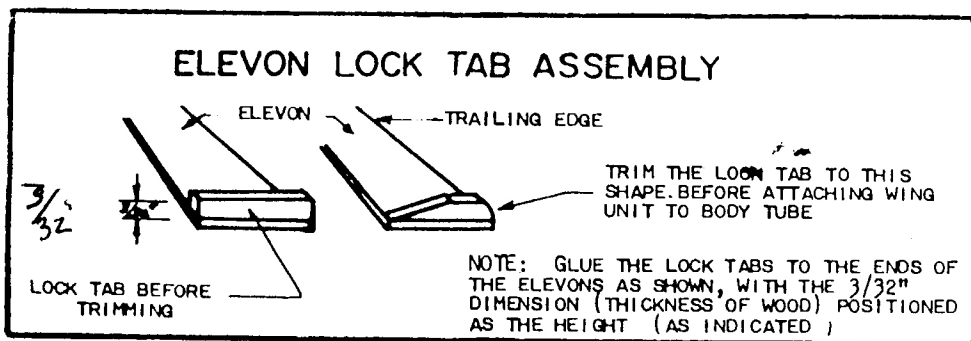 ELEVON LOCK TAB ASSEMBLY
ELEVON
TRAILING EDGE
3/32"
TRIM THE LOCK TAB TO THIS
SHAPE.BEFORE ATTACHING WING
UNIT TO BODY TUBE
LOCK TAB BEFORE
TRIMMING
NOTE: GLUE THE LOCK TABS TO THE ENDS OF
THE ELEVONS AS SHOWN, WITH THE 3/32"
DIMENSION (THICKNESS OF WOOD) POSITIONED
AS THE HEIGHT (AS INDICATED )